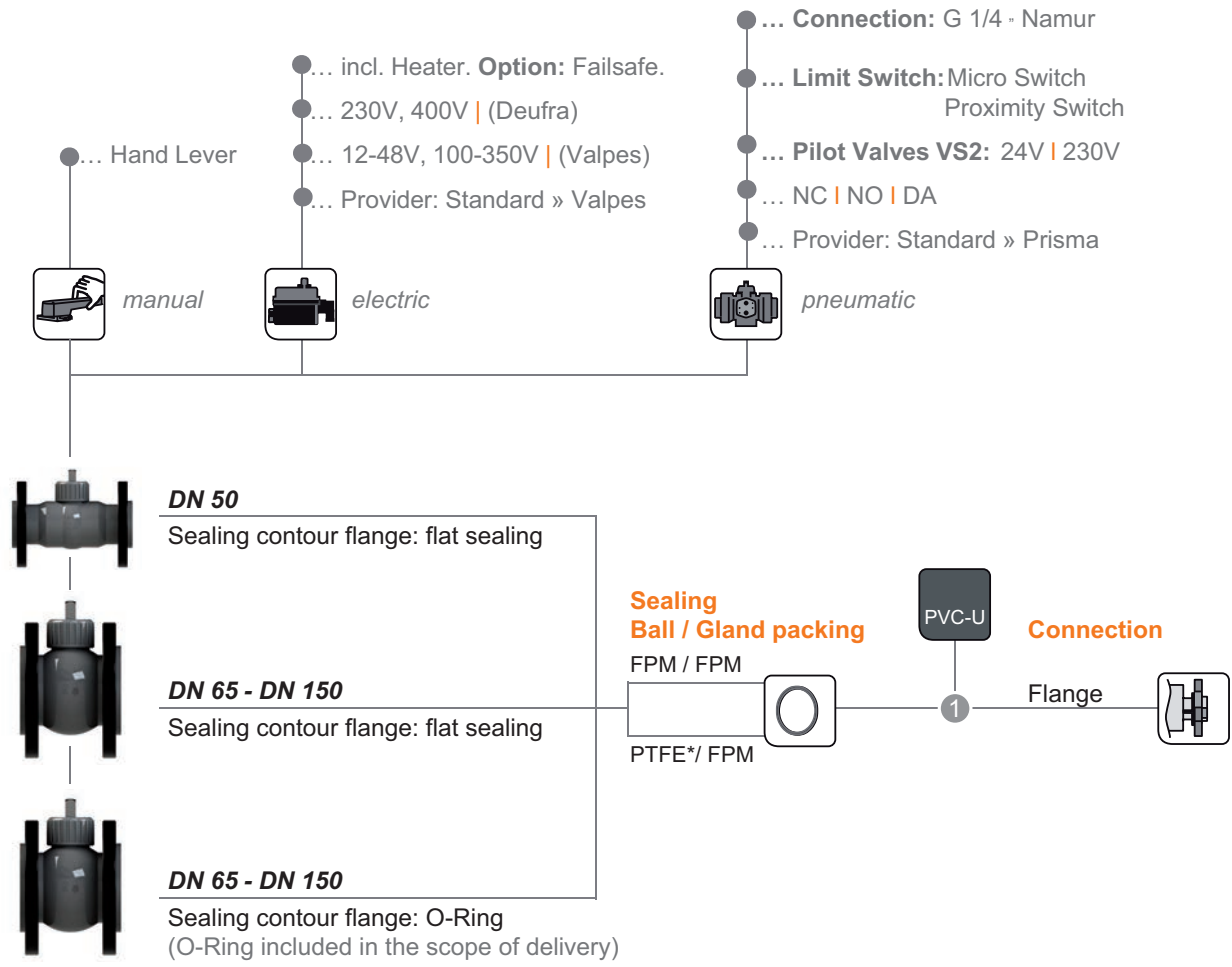 … Hand Lever
manual
… incl. Heater. Option: Failsafe.
… 230V, 400V | (Deufra)
… 12-48V, 100-350V | (Valpes)
… Provider: Standard » Valpes
electric
… Connection: G 1/4 " Namur
… Limit Switch: Micro Switch
Proximity Switch
… Pilot Valves VS2: 24V I 230V
… NC I NO I DA
… Provider: Standard » Prisma
pneumatic
DN 50
Sealing contour flange: flat sealing
DN 65 - DN 150
Sealing contour flange: flat sealing
DN 65 - DN 150
Sealing contour flange: O-Ring
(O-Ring included in the scope of delivery)
Sealing
Ball / Gland packing
FPM / FPM
PTFE*/ FPM
PVC-U
1
Connection
Flange